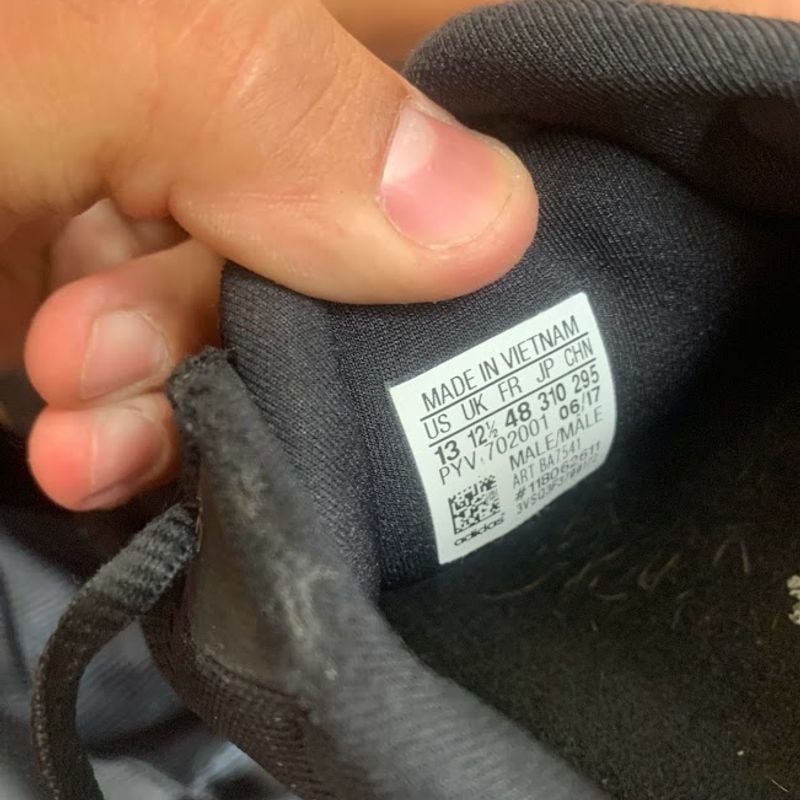 MADE IN VIETNAM
US UK FR JP CHN
13 12½ 48 310 295
PYV 702001 06/17
MALE/MÂLE
ART BA7541
adidas